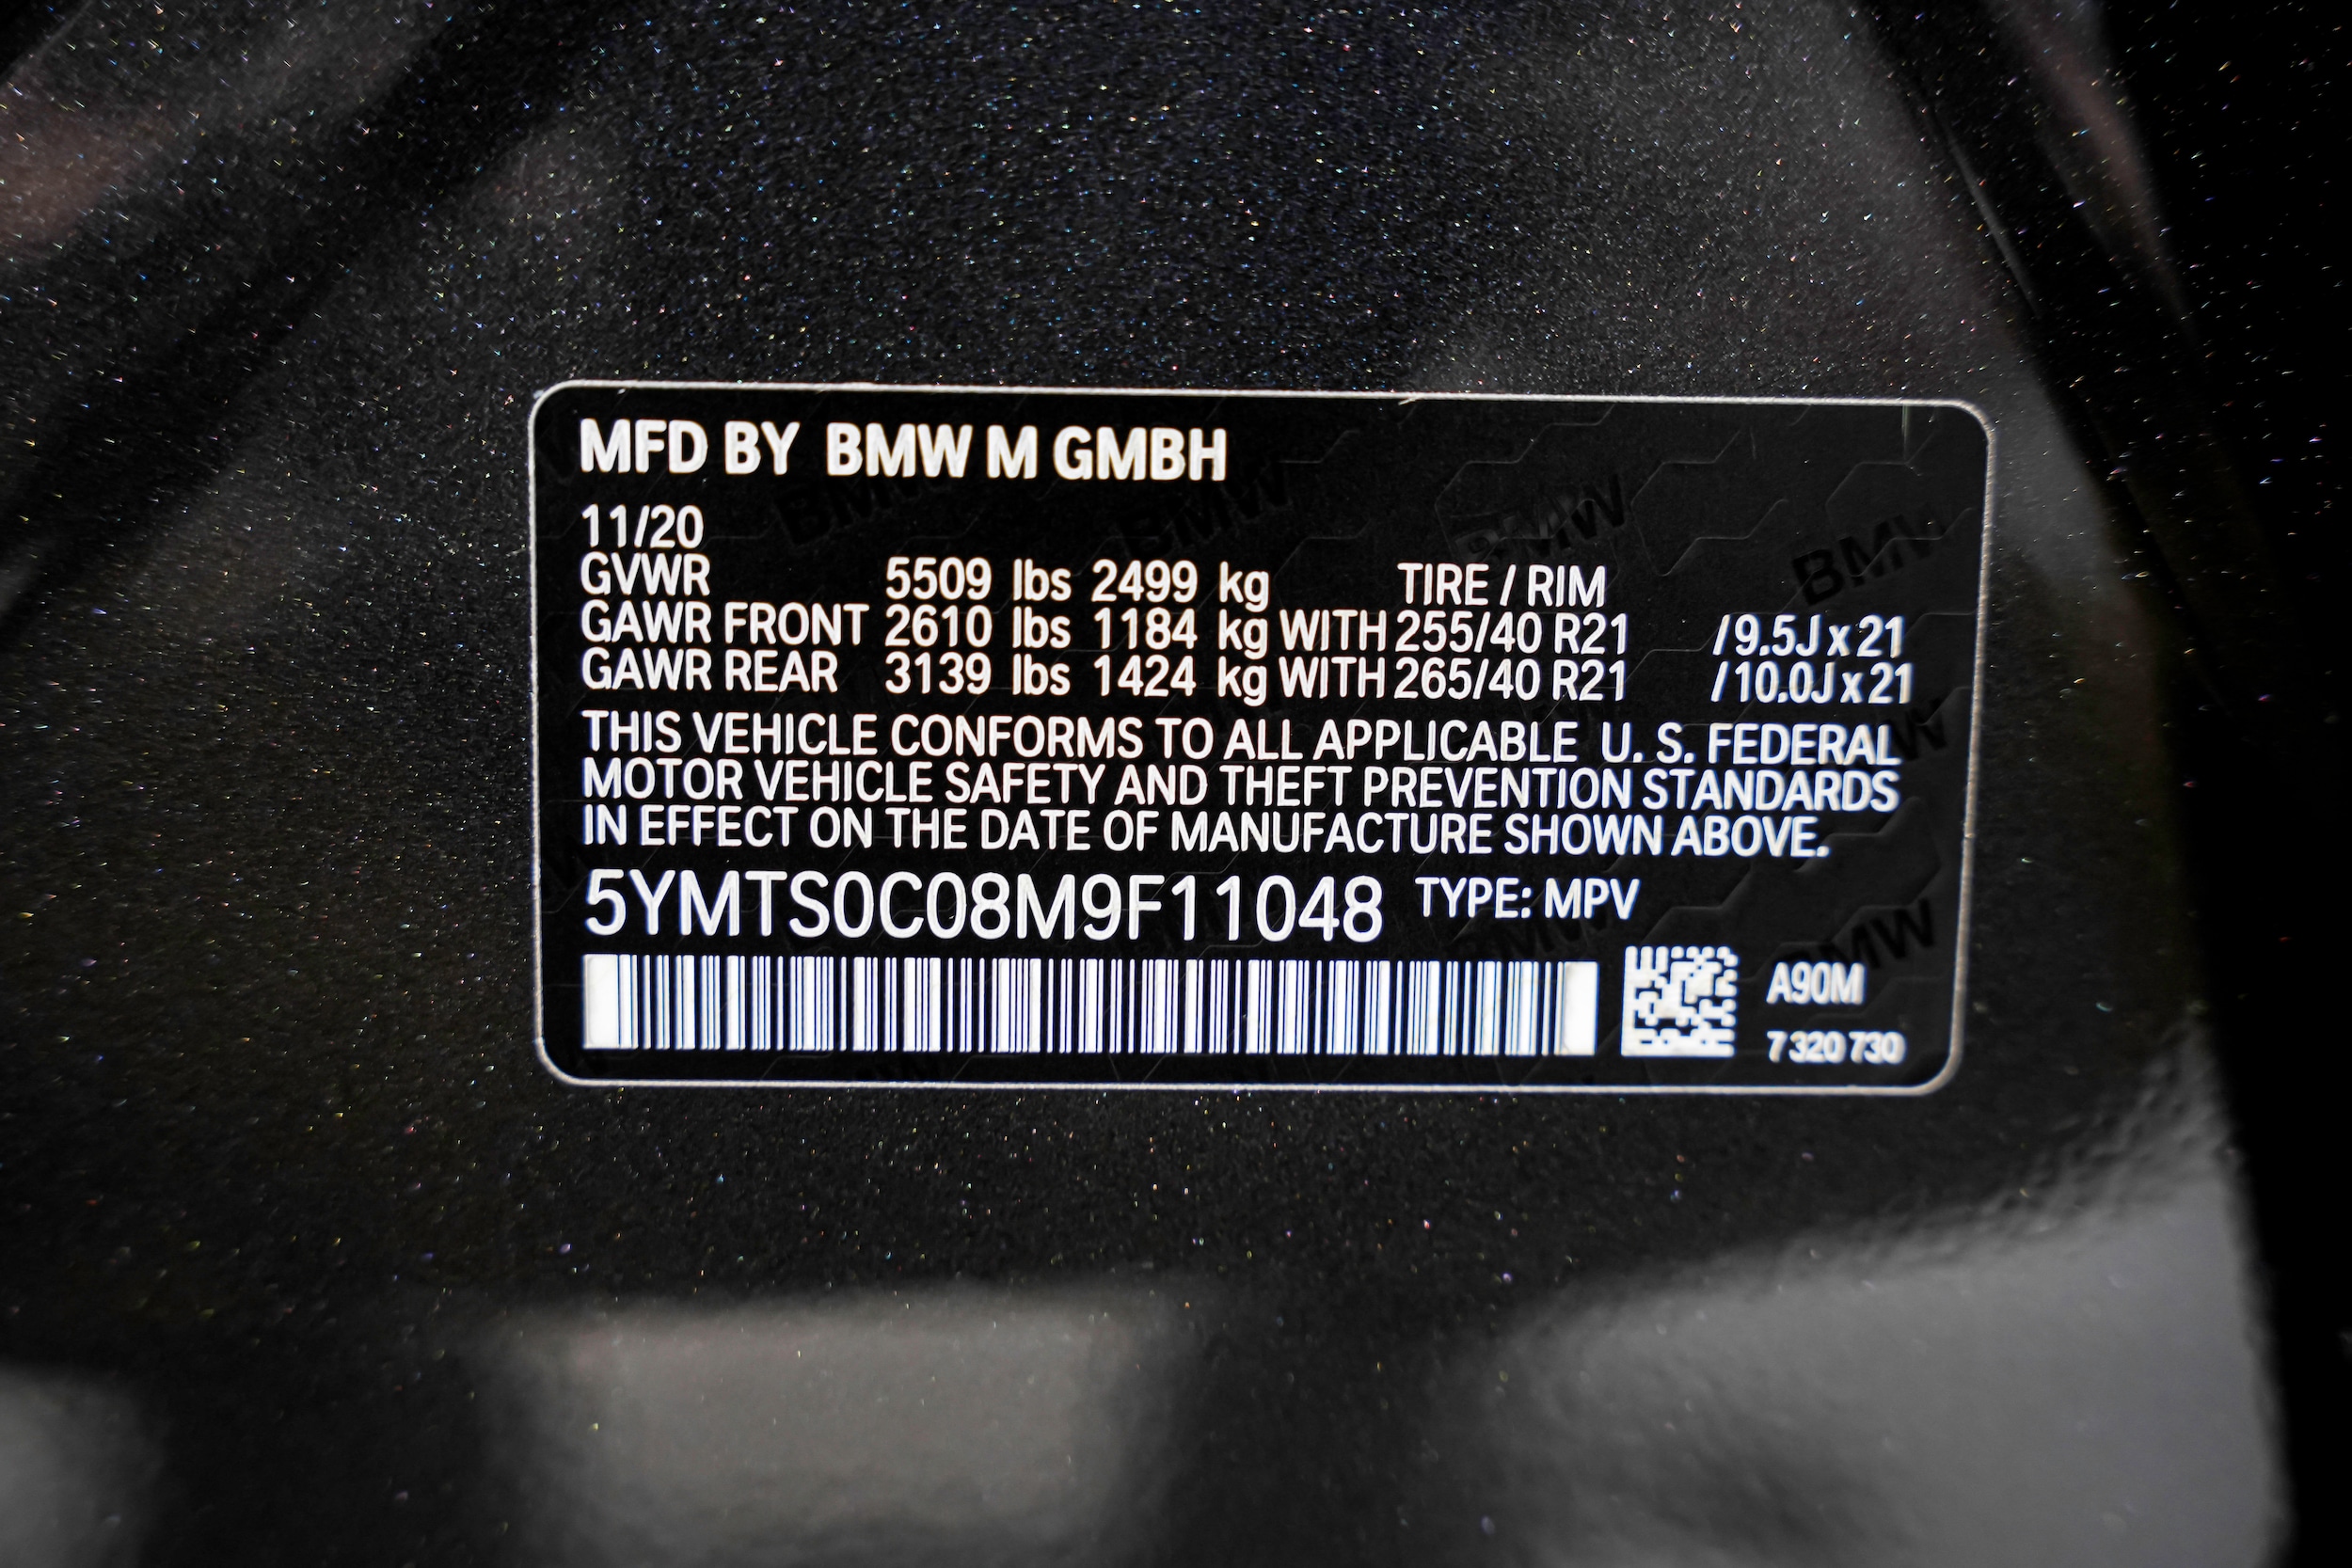 MFD BY BMW M GMBH
11/20
GVWR 5509 lbs 2499 kg TIRE / RIM
GAWR FRONT 2610 lbs 1184 kg WITH 255/40 R21 / 9.5J x 21
GAWR REAR 3139 lbs 1424 kg WITH 265/40 R21 / 10.0J x 21
THIS VEHICLE CONFORMS TO ALL APPLICABLE U. S. FEDERAL
MOTOR VEHICLE SAFETY AND THEFT PREVENTION STANDARDS
IN EFFECT ON THE DATE OF MANUFACTURE SHOWN ABOVE.
5YMTS0C08M9F11048 TYPE: MPV
A90M
7 320 730